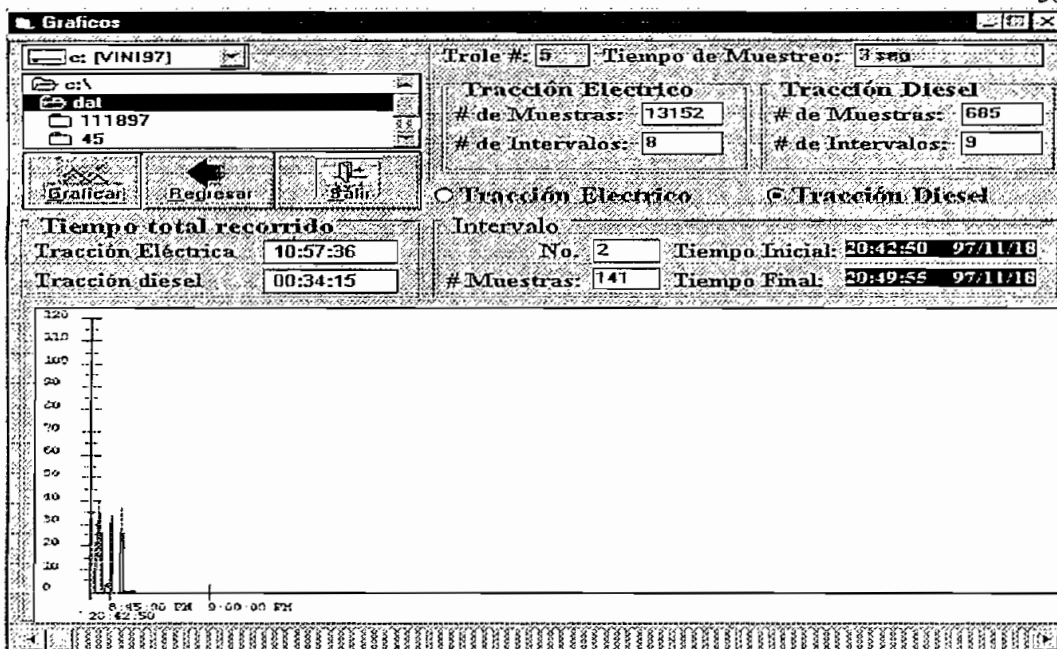 Graficos
c: [VINI97]
Trole #: 5 Tiempo de Muestreo: 3 seg
c:\
dat
111897
45
Tracción Electrico
# de Muestras: 13152
# de Intervalos: 8
Tracción Diesel
# de Muestras: 685
# de Intervalos: 9
Graficar Regresar Salir
Tracción Electrico Tracción Diesel
Tiempo total recorrido
Tracción Eléctrica 10:57:36
Tracción diesel 00:34:15
Intervalo
No. 2 Tiempo Inicial: 20:42:50 97/11/18
# Muestras: 141 Tiempo Final: 20:49:55 97/11/18
120
110
100
90
80
70
60
50
40
30
20
10
0
8:45:00 PM 9:00:00 PM
20:42:50